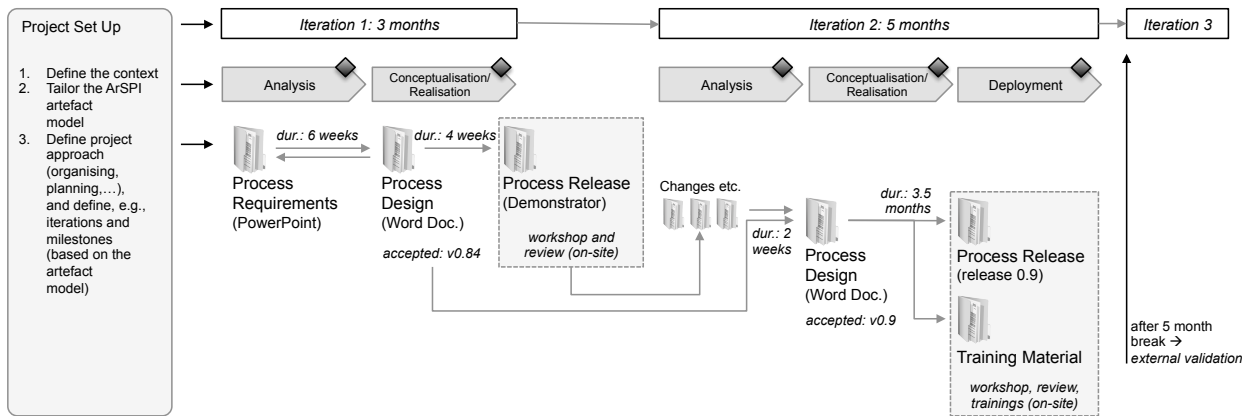 Project Set Up
1. Define the context
2. Tailor the ArSPI
artefact
model
3. Define project
approach
(organising,
planning,…),
and define, e.g.,
iterations and
milestones
(based on the
artefact
model)
Iteration 1: 3 months
Iteration 2: 5 months
Iteration 3
Analysis
Conceptualisation/
Realisation
Analysis
Conceptualisation/
Realisation
Deployment
dur.: 6 weeks
dur.: 4 weeks
Process
Requirements
(PowerPoint)
Process
Design
(Word Doc.)
accepted: v0.84
Process Release
(Demonstrator)
workshop and
review (on-site)
Changes etc.
dur.: 2
weeks
Process
Design
(Word Doc.)
accepted: v0.9
dur.: 3.5
months
Process Release
(release 0.9)
Training Material
workshop, review,
trainings (on-site)
after 5 month
break →
external validation